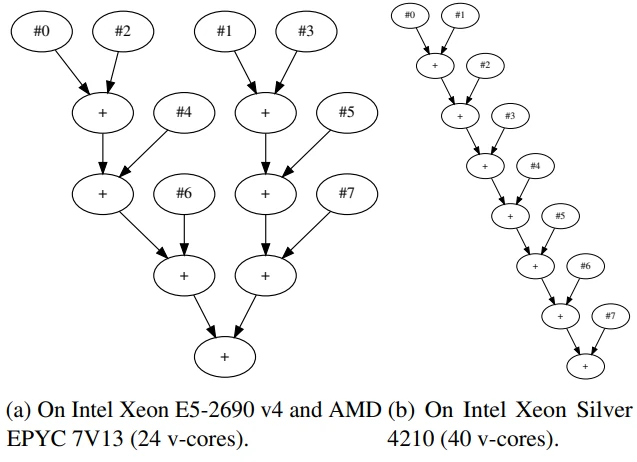 #0 #2 #1 #3
+ #4 + #5
+ #6 + #7
+ +
+
#0 #1
+ #2
+ #3
+ #4
+ #5
+ #6
+ #7
+
(a) On Intel Xeon E5-2690 v4 and AMD
EPYC 7V13 (24 v-cores).
(b) On Intel Xeon Silver
4210 (40 v-cores).